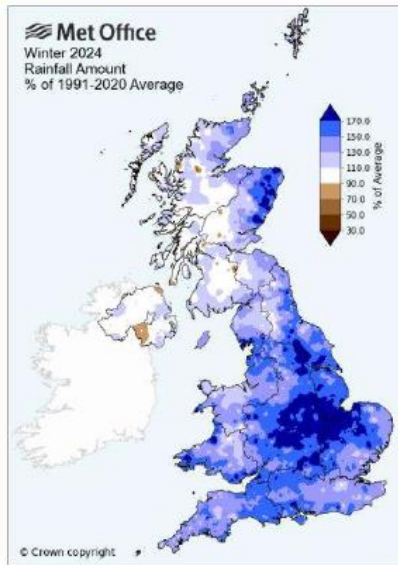 Met Office
Winter 2024
Rainfall Amount
% of 1991-2020 Average
170.0
150.0
130.0
110.0
90.0
70.0
50.0
30.0
% of Average
© Crown copyright